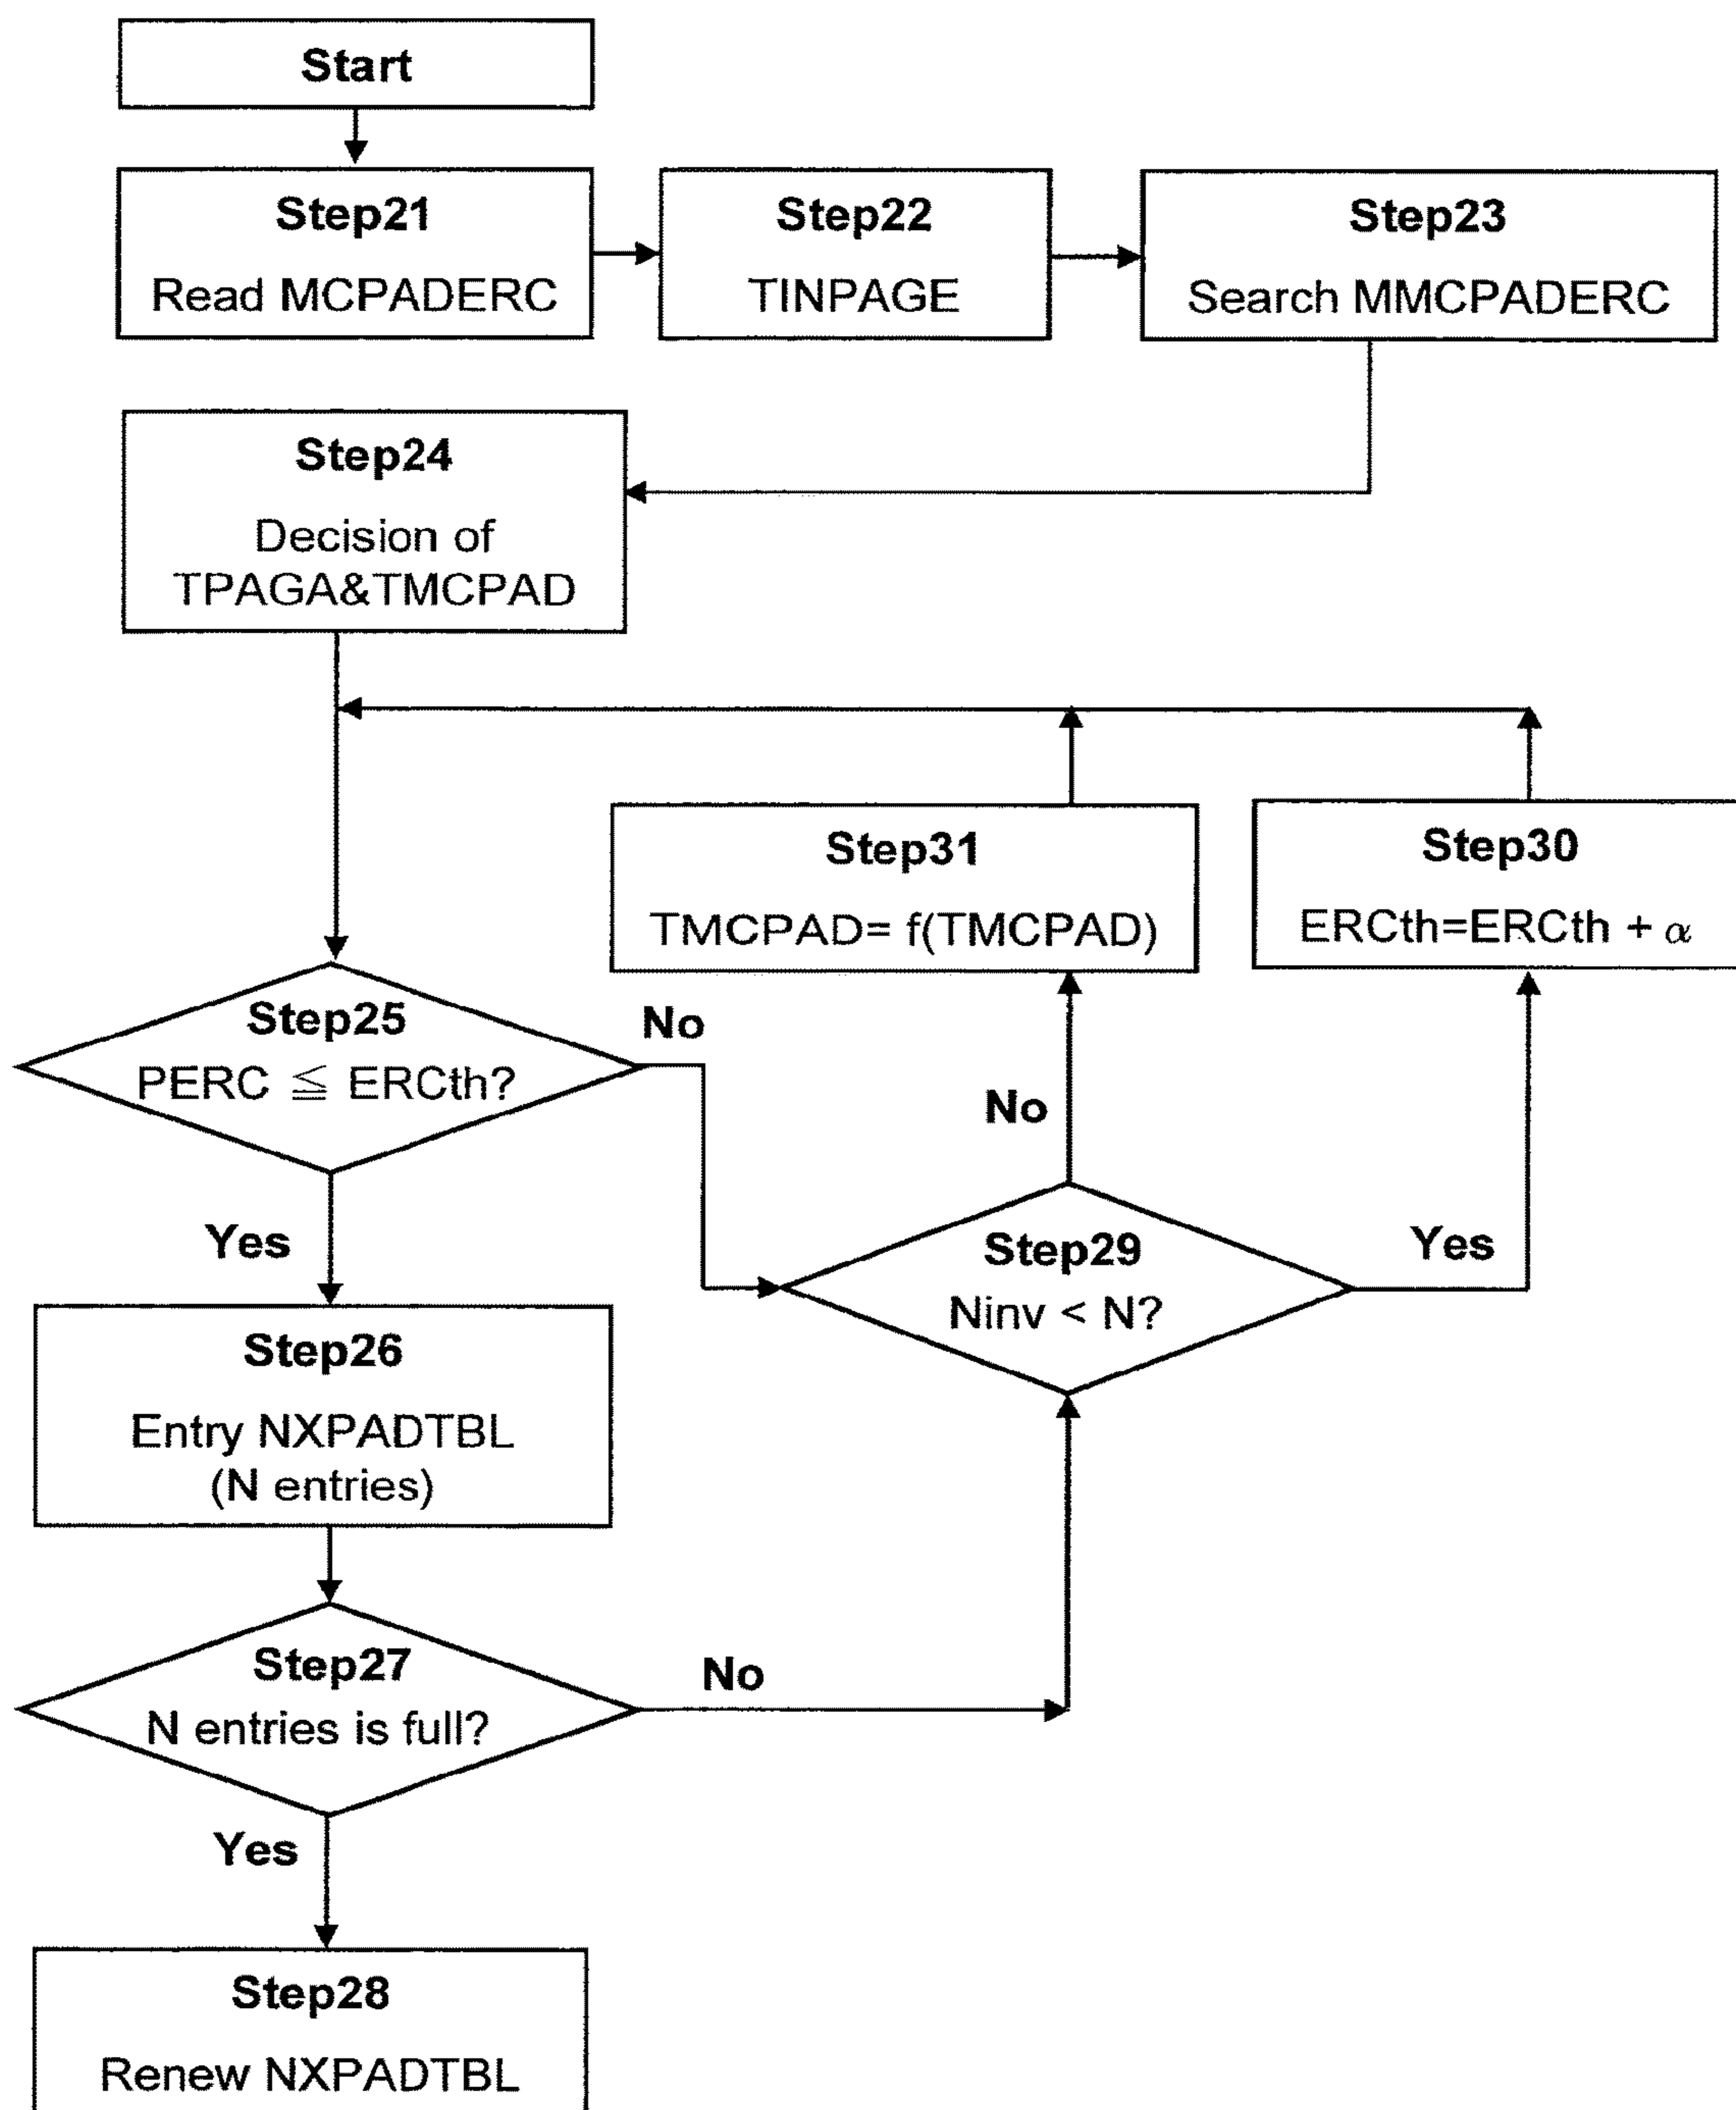 Start
Step21
Read MCPADERC
Step22
TINPAGE
Step23
Search MMCPADERC
Step24
Decision of
TPAGA&TMCPAD
Step31
TMCPAD= f(TMCPAD)
Step30
ERCth=ERCth + α
Step25
PERC ≦ ERCth?
No
No
Yes
Step29
Ninv < N?
Yes
Step26
Entry NXPADTBL
(N entries)
Step27
N entries is full?
No
Yes
Step28
Renew NXPADTBL